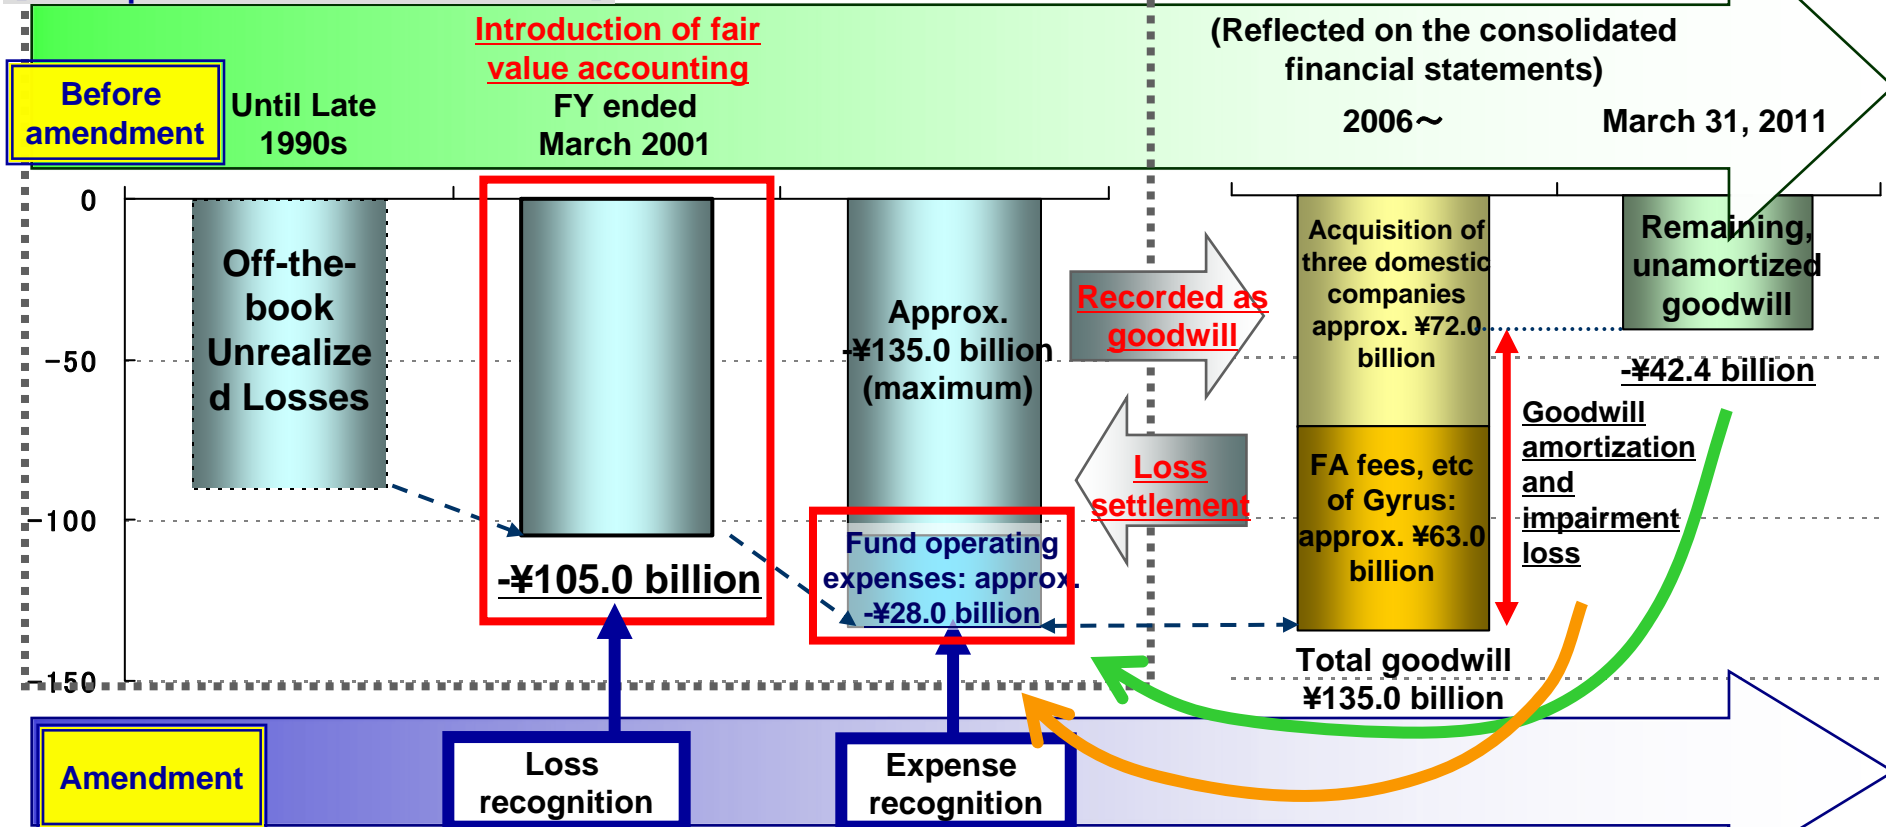 Introduction of fair
value accounting
FY ended
March 2001
(Reflected on the consolidated
financial statements)
2006～
March 31, 2011
Before
amendment
Until Late
1990s
0
−50
−100
−150
Off-the-
book
Unrealize
d Losses
-¥105.0 billion
Approx.
-¥135.0 billion
(maximum)
Fund operating
expenses: approx.
-¥28.0 billion
Recorded as
goodwill
Loss
settlement
Acquisition of
three domestic
companies
approx. ¥72.0
billion
FA fees, etc
of Gyrus:
approx. ¥63.0
billion
Total goodwill
¥135.0 billion
Remaining,
unamortized
goodwill
-¥42.4 billion
Goodwill
amortization
and
impairment
loss
Amendment
Loss
recognition
Expense
recognition